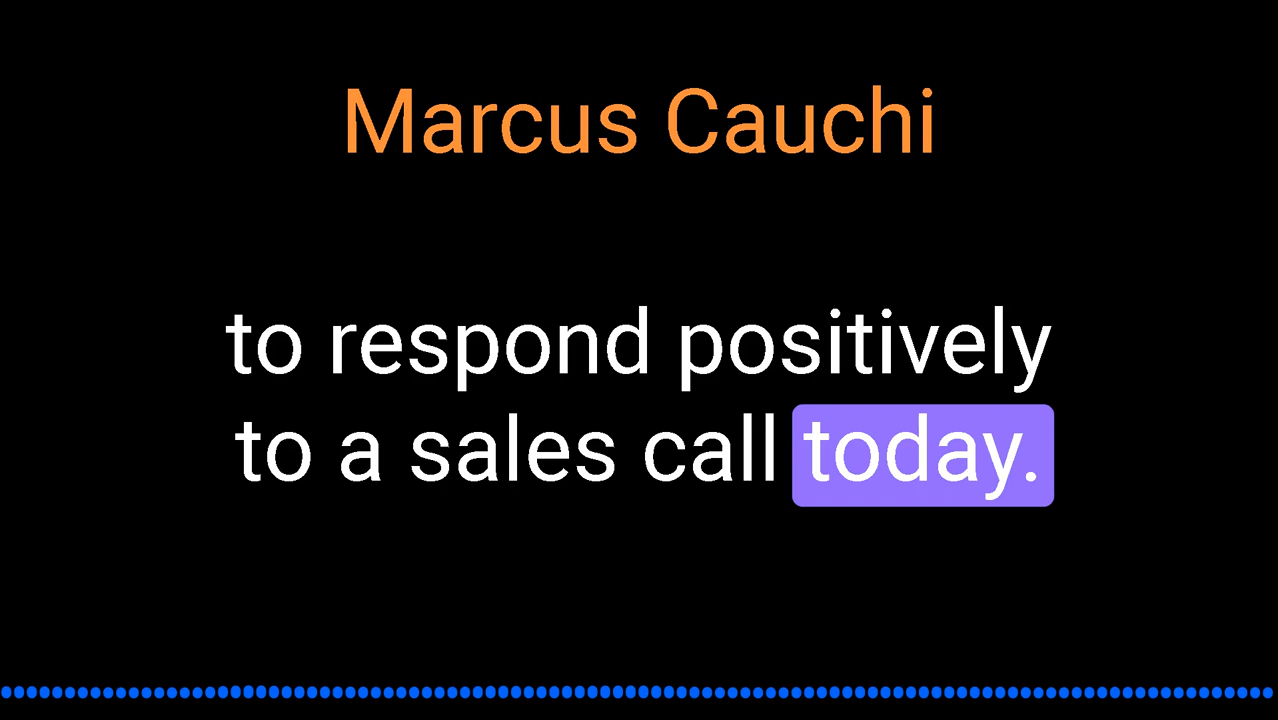 Marcus Cauchi
to respond positively
to a sales call today.